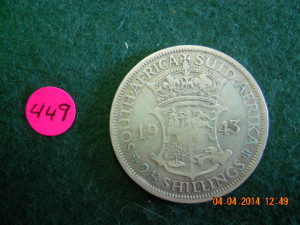 449
SOUTH AFRICA ★ SUID AFRIKA
19 43
2½ SHILLINGS
04-04-2014 12:49